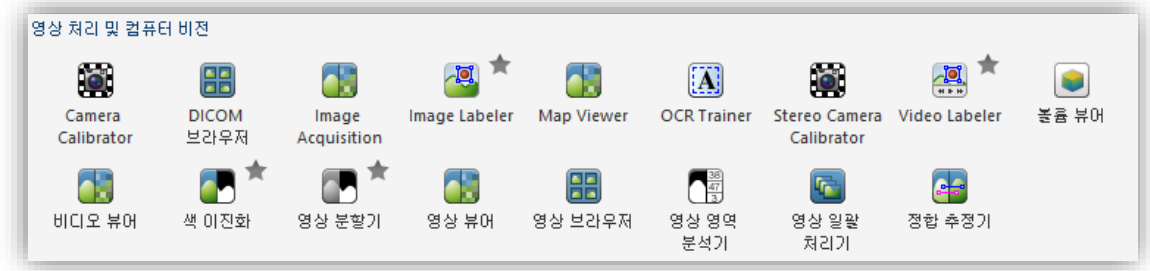 영상 처리 및 컴퓨터 비전
Camera
Calibrator
DICOM
브라우저
Image
Acquisition
Image Labeler
Map Viewer
A
OCR Trainer
Stereo Camera
Calibrator
Video Labeler
볼륨 뷰어
비디오 뷰어
색 이진화
영상 분할기
영상 뷰어
영상 브라우저
38
47
3
영상 영역
분석기
영상 일괄
처리기
정합 추정기